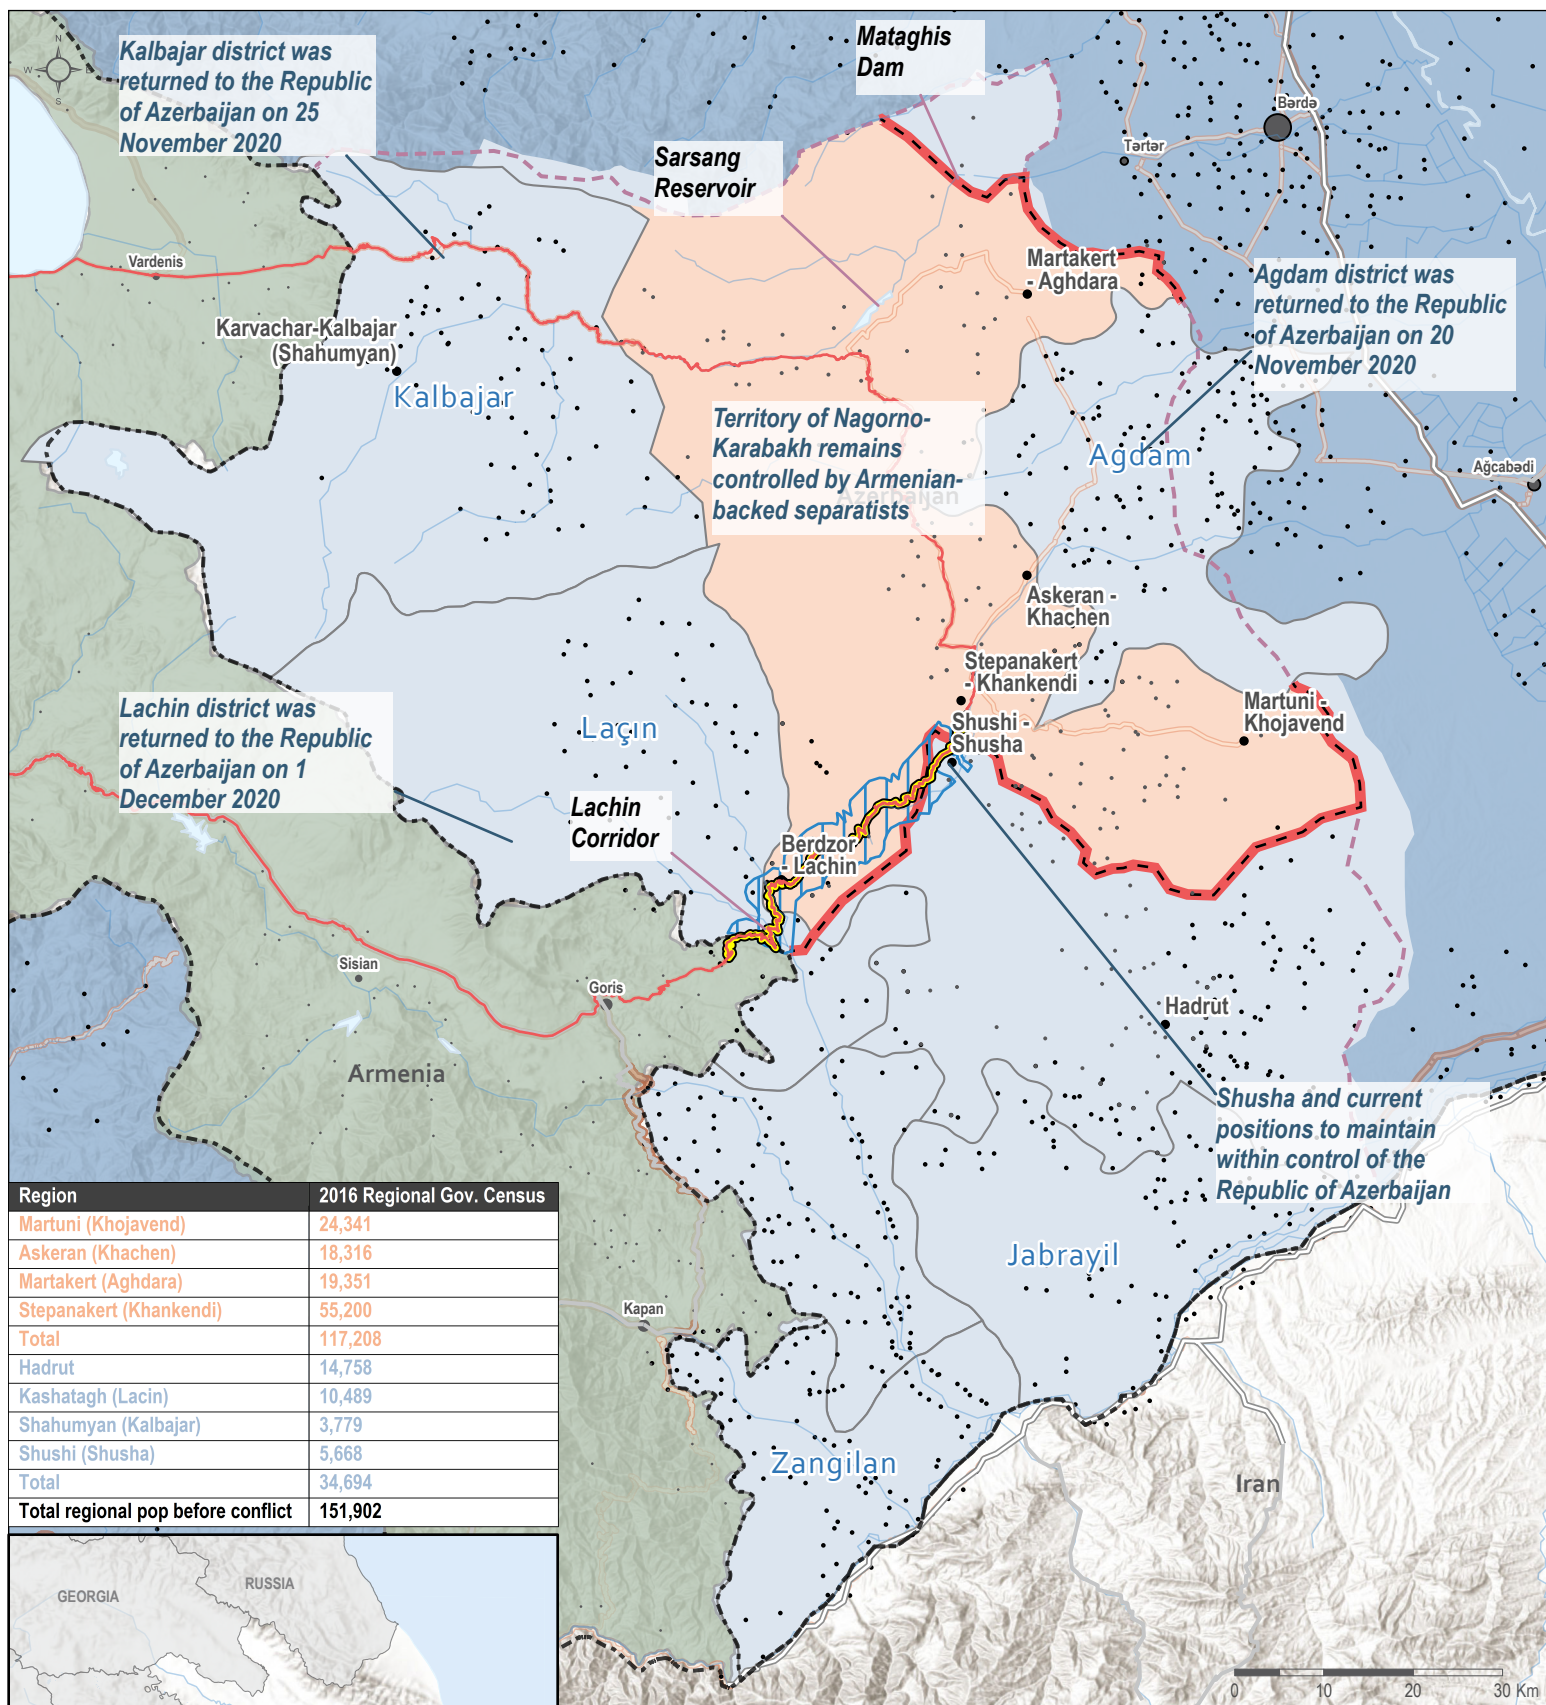 Kalbajar district was
returned to the Republic
of Azerbaijan on 25
November 2020
N
W
E
S
Mataghis
Dam
Bərdə
Tərtər
Sarsang
Reservoir
Vardenis
Martakert
- Aghdara
Agdam district was
returned to the Republic
of Azerbaijan on 20
November 2020
Karvachar-Kalbajar
(Shahumyan)
Kalbajar
Territory of Nagorno-
Karabakh remains
controlled by Armenian-
backed separatists
Azerbaijan
Agdam
Ağcabədi
Askeran -
Khachen
Stepanakert
- Khankendi
Lachin district was
returned to the Republic
of Azerbaijan on 1
December 2020
Laçın
Shushi -
Shusha
Martuni -
Khojavend
Lachin
Corridor
Berdzor
- Lachin
Sisian
Goris
Hadrut
Armenia
Shusha and current
positions to maintain
within control of the
Republic of Azerbaijan
Region 2016 Regional Gov. Census
Martuni (Khojavend) 24,341
Askeran (Khachen) 18,316
Martakert (Aghdara) 19,351
Stepanakert (Khankendi) 55,200
Total 117,208
Hadrut 14,758
Kashatagh (Lacin) 10,489
Shahumyan (Kalbajar) 3,779
Shushi (Shusha) 5,668
Total 34,694
Total regional pop before conflict 151,902
Jabrayil
Kapan
Zangilan
Iran
GEORGIA
RUSSIA
0 10 20 30 Km